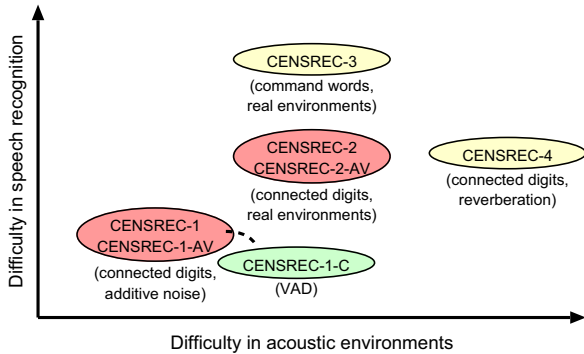 Difficulty in speech recognition
CENSREC-3
(command words,
real environments)
CENSREC-2
CENSREC-2-AV
(connected digits,
real environments)
CENSREC-4
(connected digits,
reverberation)
CENSREC-1
CENSREC-1-AV
(connected digits,
additive noise)
CENSREC-1-C
(VAD)
Difficulty in acoustic environments